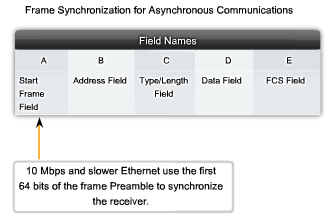 Frame Synchronization for Asynchronous Communications
Field Names
A B C D E
Start Frame Field
Address Field
Type/Length Field
Data Field
FCS Field
10 Mbps and slower Ethernet use the first
64 bits of the frame Preamble to synchronize
the receiver.